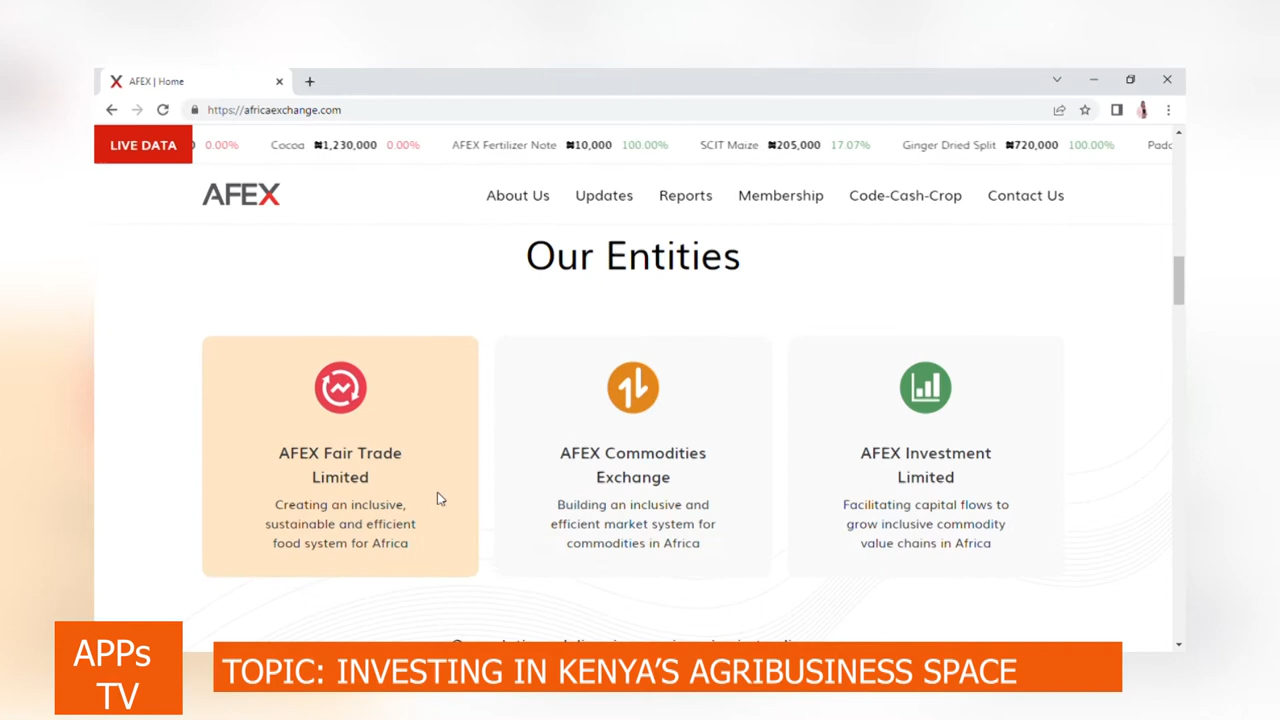 AFEX | Home
https://africaexchange.com
LIVE DATA 0.00% Cocoa ₦1,230,000 0.00% AFEX Fertilizer Note ₦10,000 100.00% SCIT Maize ₦205,000 17.07% Ginger Dried Split ₦720,000 100.00%
AFEX About Us Updates Reports Membership Code-Cash-Crop Contact Us
Our Entities
AFEX Fair Trade
Limited
Creating an inclusive,
sustainable and efficient
food system for Africa
AFEX Commodities
Exchange
Building an inclusive and
efficient market system for
commodities in Africa
AFEX Investment
Limited
Facilitating capital flows to
grow inclusive commodity
value chains in Africa
APPs
TV
TOPIC: INVESTING IN KENYA’S AGRIBUSINESS SPACE